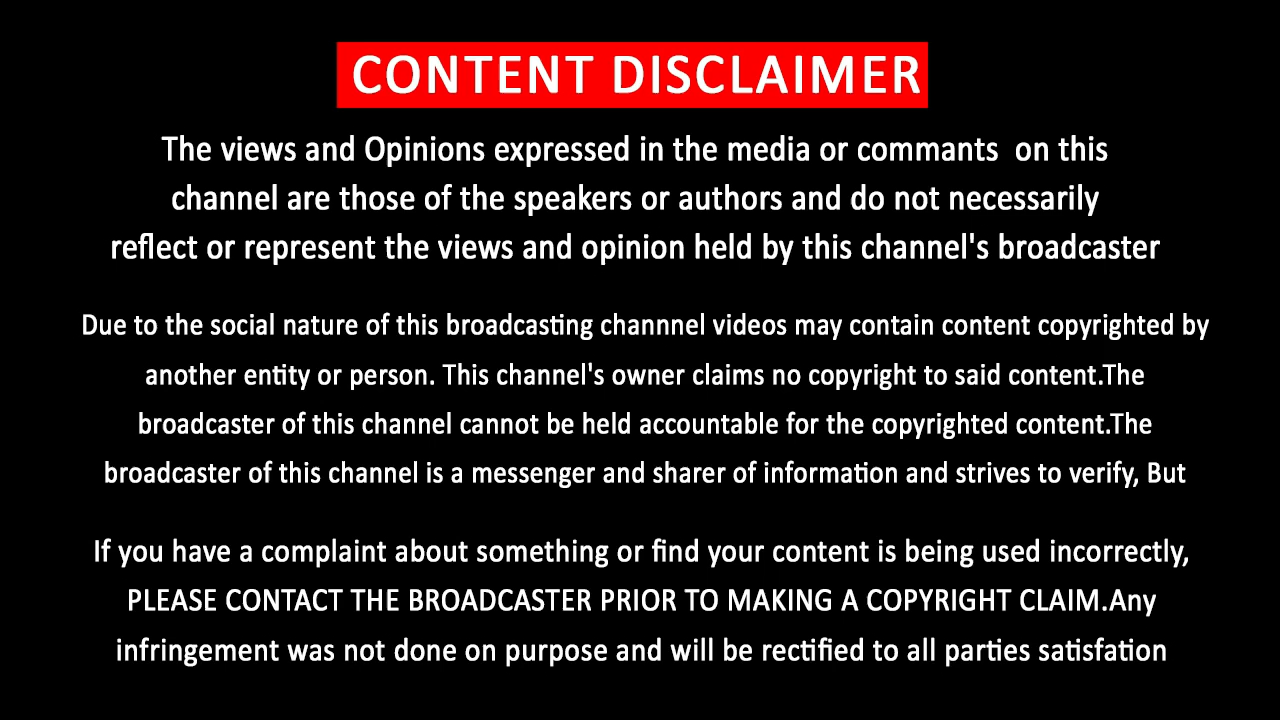 CONTENT DISCLAIMER
The views and Opinions expressed in the media or commants on this
channel are those of the speakers or authors and do not necessarily
reflect or represent the views and opinion held by this channel's broadcaster
Due to the social nature of this broadcasting channnel videos may contain content copyrighted by
another entity or person. This channel's owner claims no copyright to said content.The
broadcaster of this channel cannot be held accountable for the copyrighted content.The
broadcaster of this channel is a messenger and sharer of information and strives to verify, But
If you have a complaint about something or find your content is being used incorrectly,
PLEASE CONTACT THE BROADCASTER PRIOR TO MAKING A COPYRIGHT CLAIM.Any
infringement was not done on purpose and will be rectified to all parties satisfation